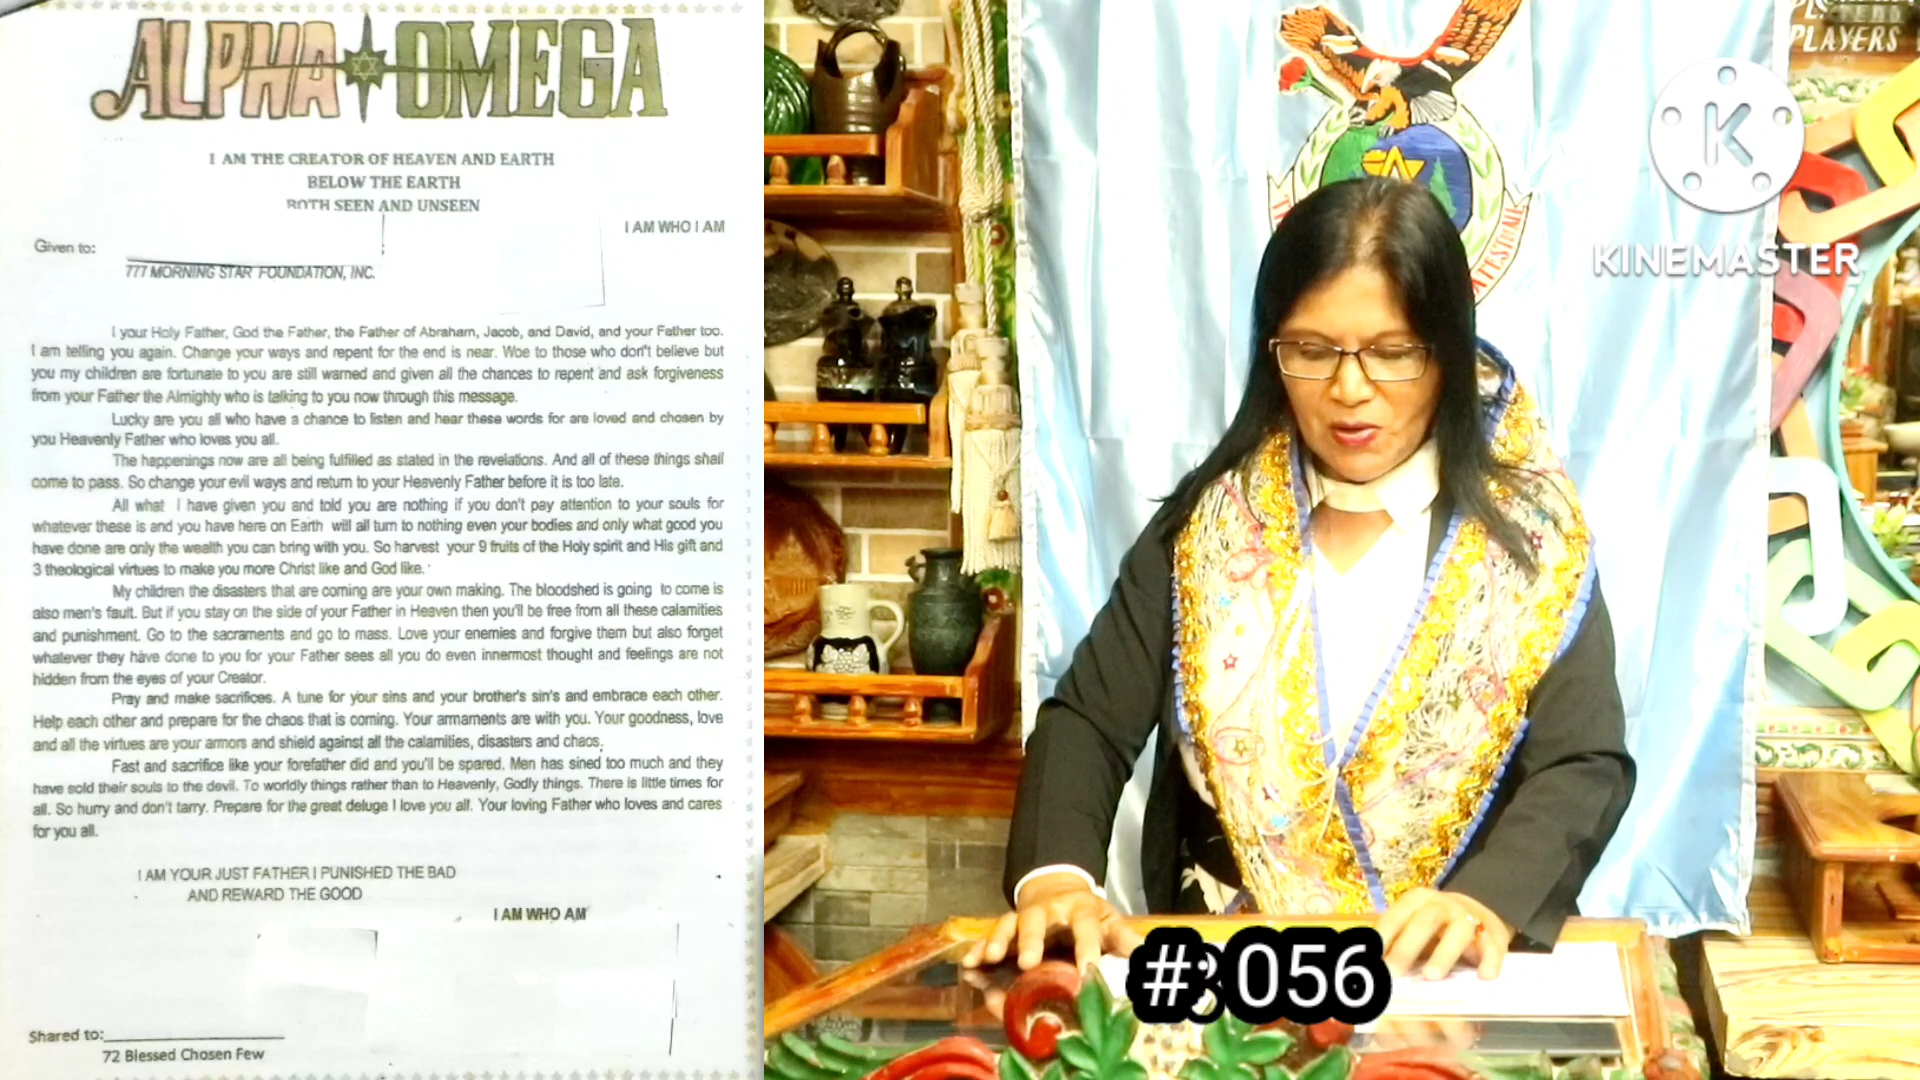 ALPHA OMEGA
I AM THE CREATOR OF HEAVEN AND EARTH
BELOW THE EARTH
BOTH SEEN AND UNSEEN
I AM WHO I AM
Given to:
777 MORNING STAR FOUNDATION, INC.
I your Holy Father, God the Father, the Father of Abraham, Jacob, and David, and your Father too.
I am telling you again. Change your ways and repent for the end is near. Woe to those who don't believe but
you my children are fortunate to you are still warned and given all the chances to repent and ask forgiveness
from your Father the Almighty who is talking to you now through this message.
Lucky are you all who have a chance to listen and hear these words for are loved and chosen by
you Heavenly Father who loves you all.
The happenings now are all being fulfilled as stated in the revelations. And all of these things shall
come to pass. So change your evil ways and return to your Heavenly Father before it is too late.
All what I have given you and told you are nothing if you don't pay attention to your souls for
whatever these is and you have here on Earth will all turn to nothing even your bodies and only what good you
have done are only the wealth you can bring with you. So harvest your 9 fruits of the Holy spirit and His gift and
3 theological virtues to make you more Christ like and God like.
My children the disasters that are coming are your own making. The bloodshed is going to come is
also men's fault. But if you stay on the side of your Father in Heaven then you'll be free from all these calamities
and punishment. Go to the sacraments and go to mass. Love your enemies and forgive them but also forget
whatever they have done to you for your Father sees all you do even innermost thought and feelings are not
hidden from the eyes of your Creator.
Pray and make sacrifices. A tune for your sins and your brother's sin's and embrace each other.
Help each other and prepare for the chaos that is coming. Your armaments are with you. Your goodness, love
and all the virtues are your armors and shield against all the calamities, disasters and chaos.
Fast and sacrifice like your forefather did and you'll be spared. Men has sined too much and they
have sold their souls to the devil. To worldly things rather than to Heavenly, Godly things. There is little times for
all. So hurry and don't tarry. Prepare for the great deluge I love you all. Your loving Father who loves and cares
for you all.
I AM YOUR JUST FATHER I PUNISHED THE BAD
AND REWARD THE GOOD
I AM WHO AM
Shared to:
72 Blessed Chosen Few
PLAYERS
K
KINEMASTER
# 056